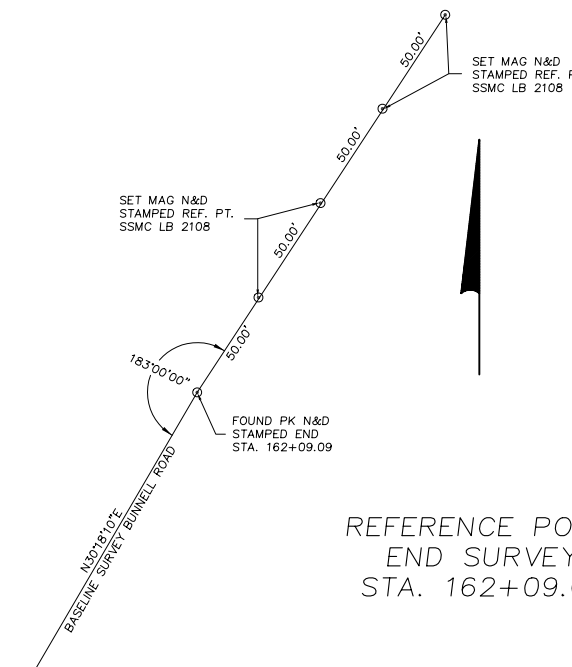 50.00'
SET MAG N&D
STAMPED REF.
SSMC LB 2108
50.00'
SET MAG N&D
STAMPED REF. PT.
SSMC LB 2108
50.00'
50.00'
183°00'00"
FOUND PK N&D
STAMPED END
STA. 162+09.09
N30°18'10"E
BASELINE SURVEY BUNNELL ROAD
REFERENCE PO
END SURVEY
STA. 162+09.